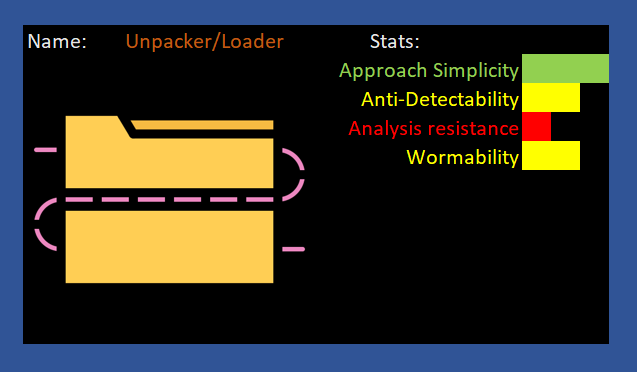 Name: Unpacker/Loader Stats:
Approach Simplicity
Anti-Detectability
Analysis resistance
Wormability